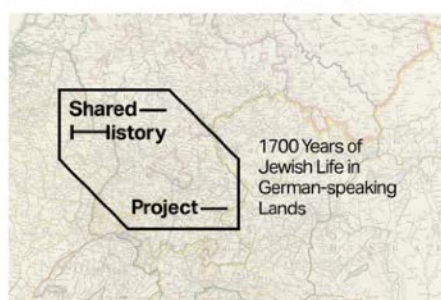 Shared
History
Project
1700 Years of
Jewish Life in
German-speaking
Lands